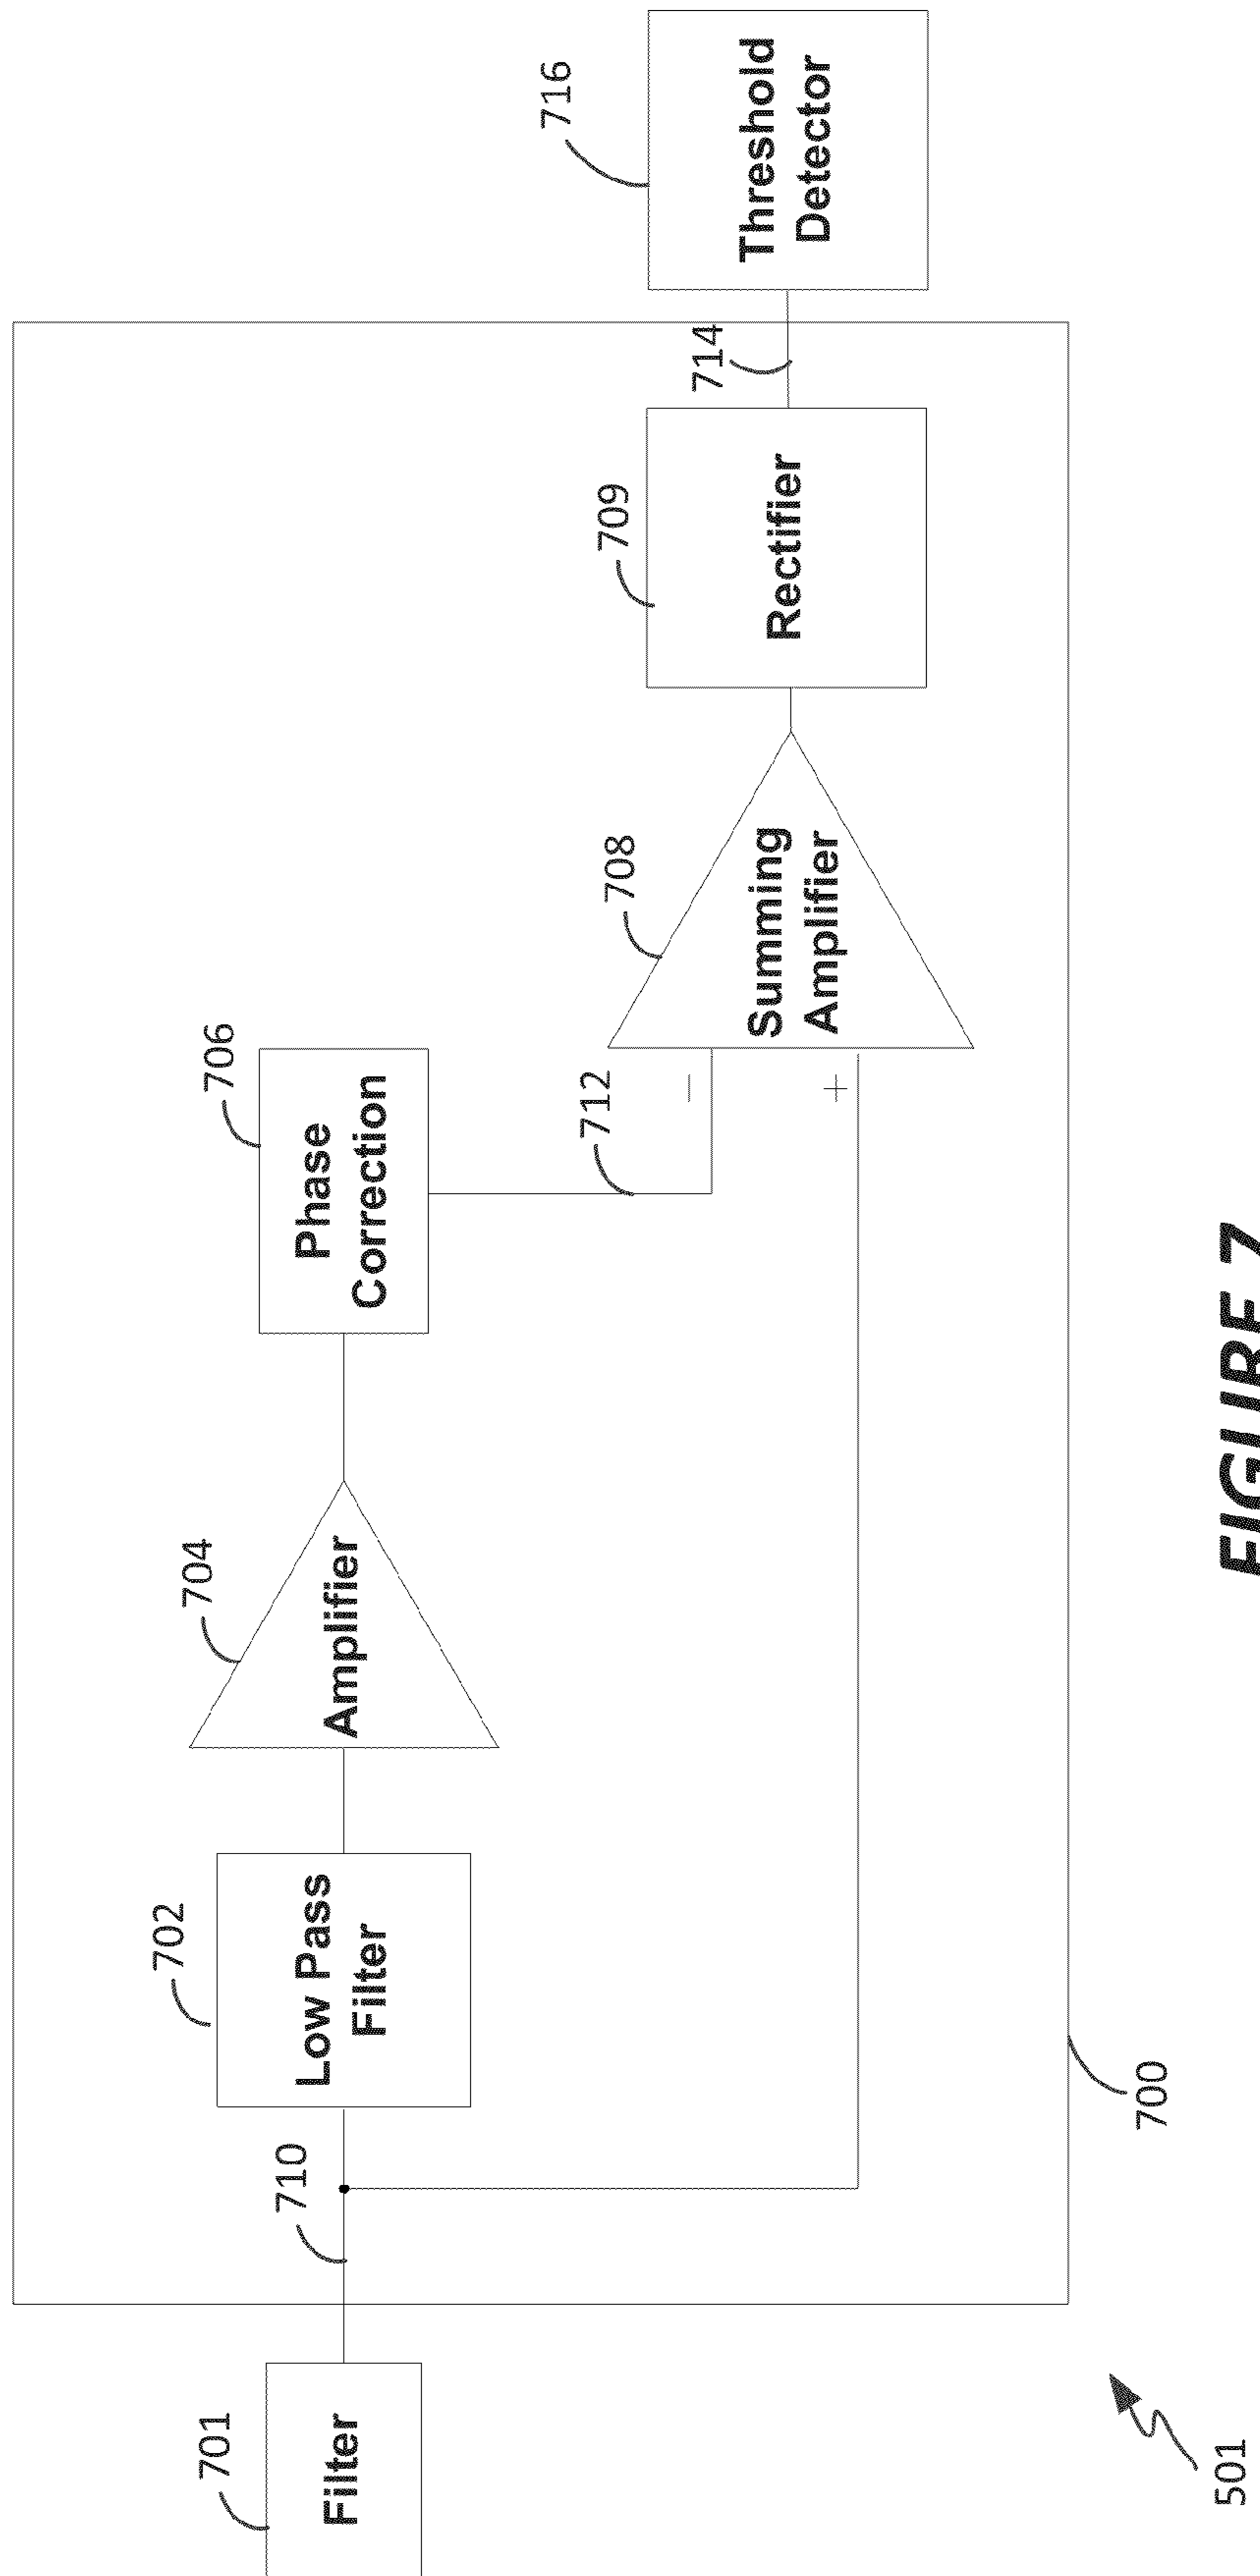 701
Filter
710
702
Low Pass
Filter
704
Amplifier
706
Phase
Correction
712
−
+
708
Summing
Amplifier
709
Rectifier
714
716
Threshold
Detector
700
501
FIGURE 7